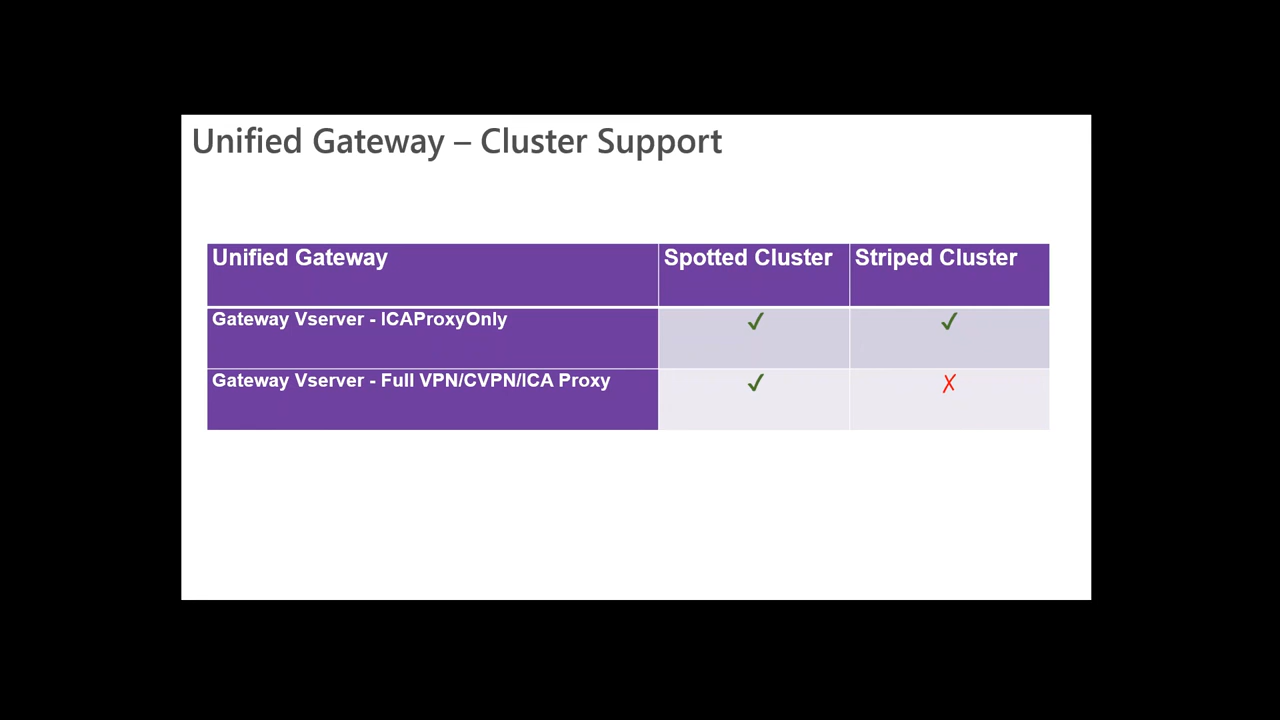 Unified Gateway – Cluster Support
Unified Gateway Spotted Cluster Striped Cluster
Gateway Vserver - ICAProxyOnly ✓ ✓
Gateway Vserver - Full VPN/CVPN/ICA Proxy ✓ ✗